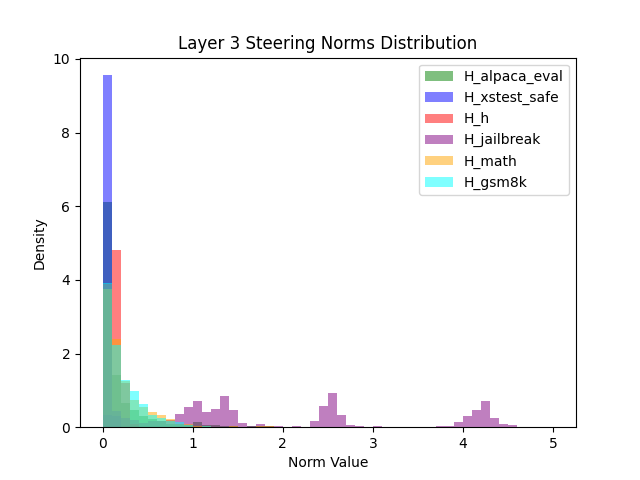 Layer 3 Steering Norms Distribution
10
8
6
4
2
0
Density
H_alpaca_eval
H_xstest_safe
H_h
H_jailbreak
H_math
H_gsm8k
0 1 2 3 4 5
Norm Value